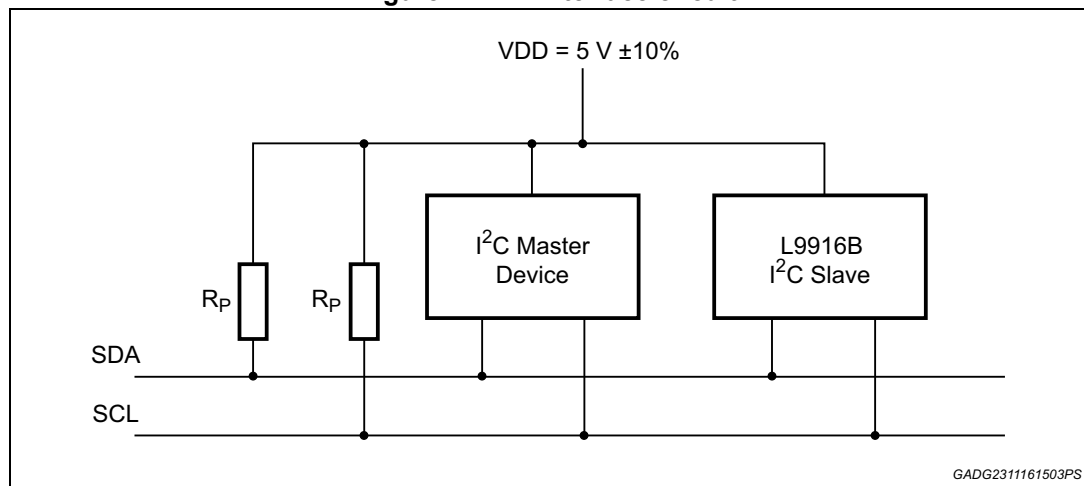 VDD = 5 V ±10%
I²C Master
Device
L9916B
I²C Slave
R_P
R_P
SDA
SCL
GADG2311161503PS